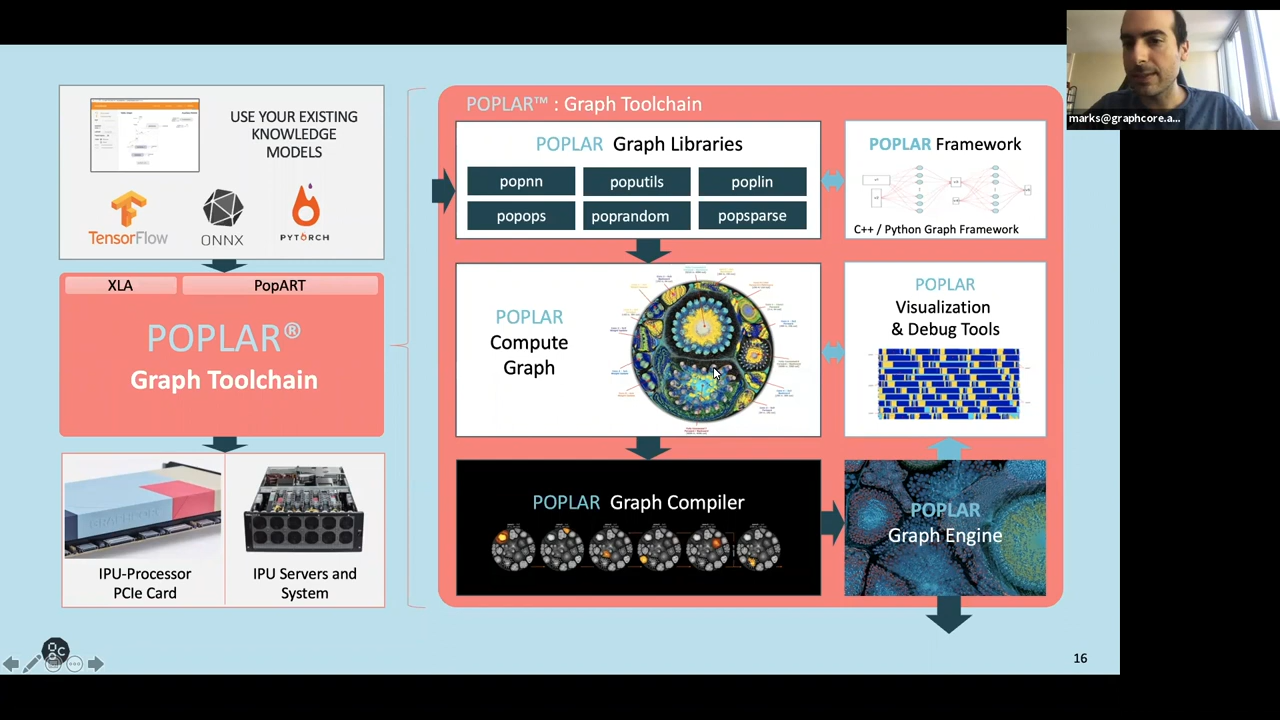 USE YOUR EXISTING
KNOWLEDGE
MODELS
TensorFlow
ONNX
PYTORCH
XLA
PopART
POPLAR®
Graph Toolchain
IPU-Processor
PCIe Card
IPU Servers and
System
POPLAR™ : Graph Toolchain
POPLAR Graph Libraries
popnn
poputils
poplin
popops
poprandom
popsparse
POPLAR Framework
C++ / Python Graph Framework
POPLAR
Compute
Graph
POPLAR
Visualization
& Debug Tools
POPLAR Graph Compiler
POPLAR
Graph Engine
16
marks@graphcore.a...